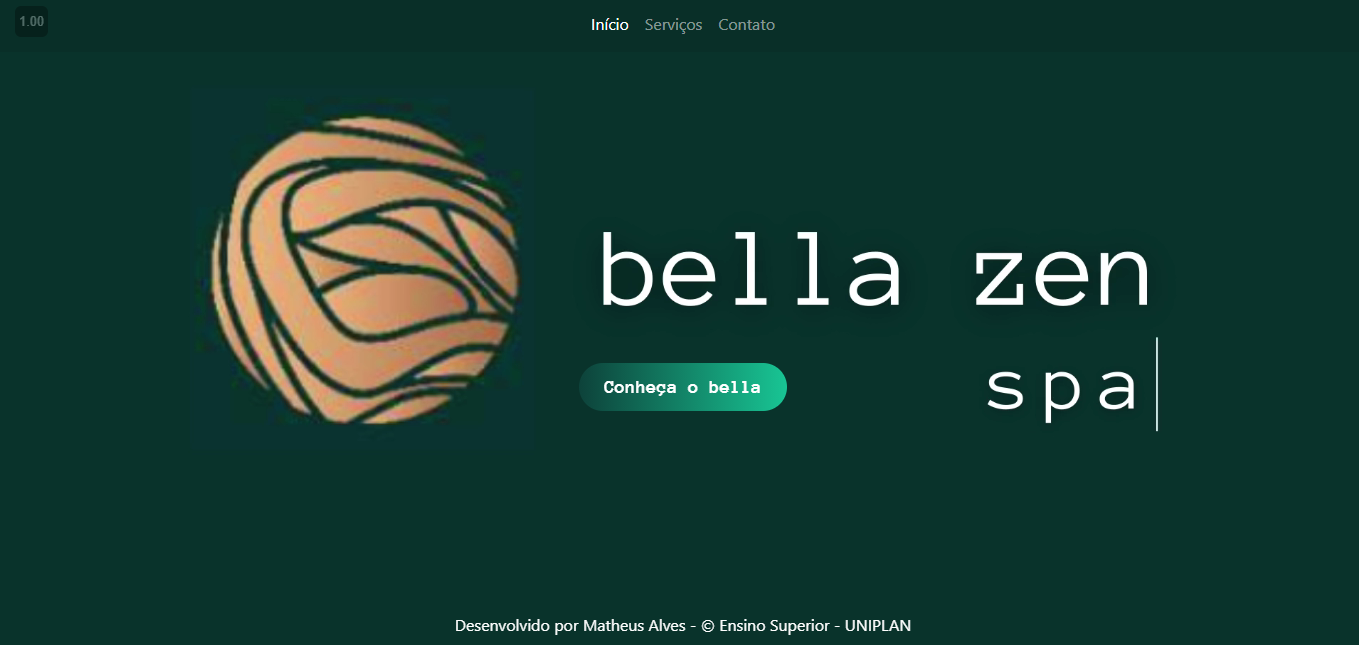 1.00
Início Serviços Contato
bella zen
spa
Conheça o bella
Desenvolvido por Matheus Alves - © Ensino Superior - UNIPLAN